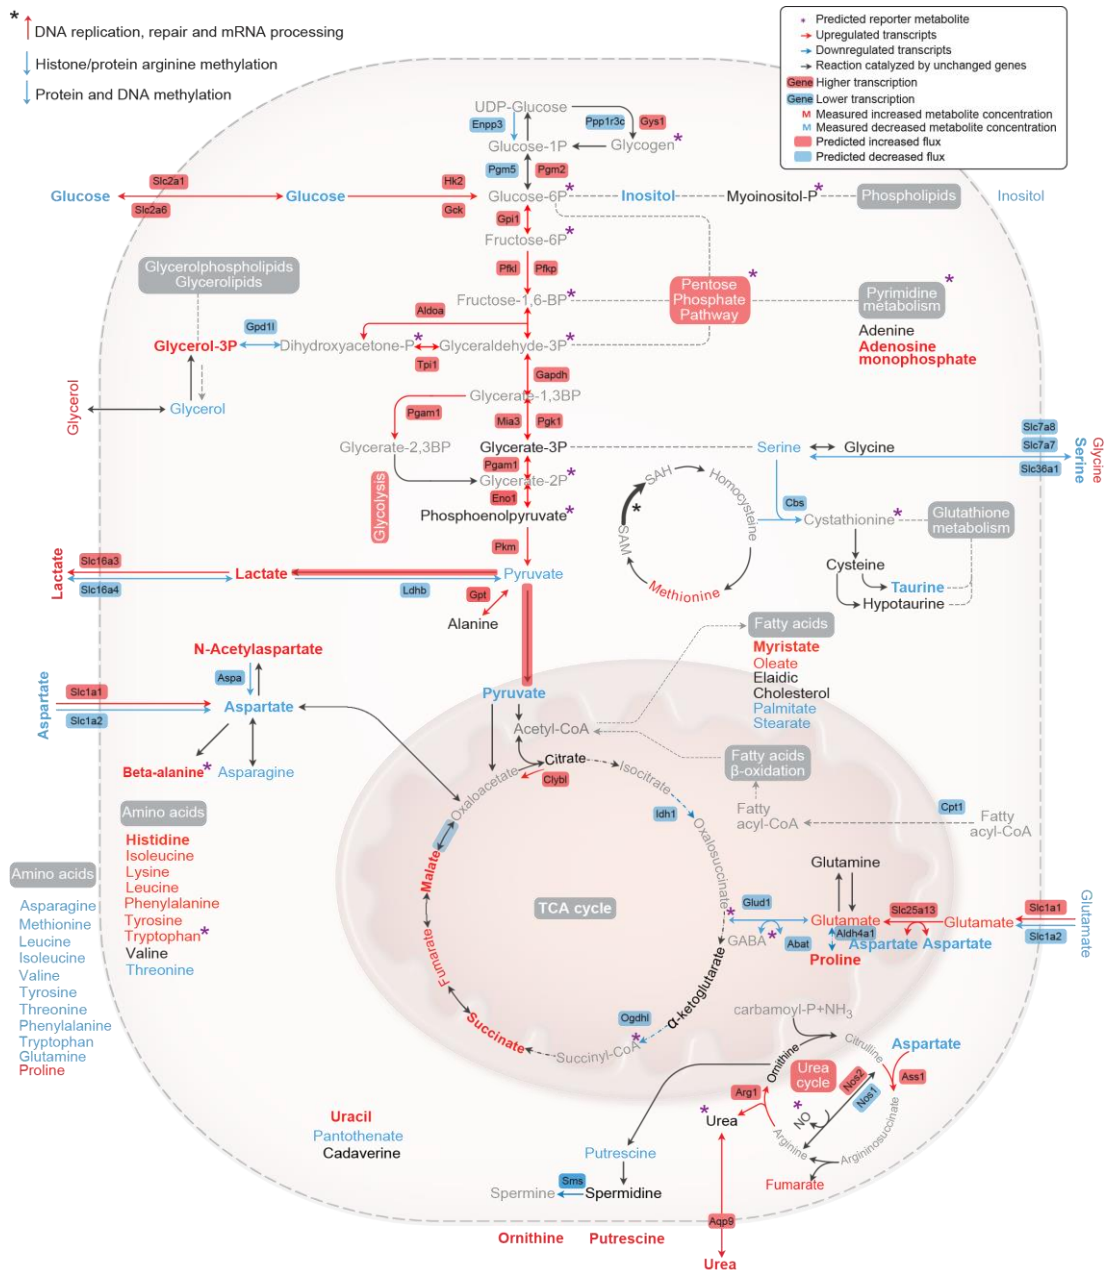 *
DNA replication, repair and mRNA processing
Histone/protein arginine methylation
Protein and DNA methylation
* Predicted reporter metabolite
Upregulated transcripts
Downregulated transcripts
Reaction catalyzed by unchanged genes
Gene Higher transcription
Gene Lower transcription
M Measured increased metabolite concentration
M Measured decreased metabolite concentration
Predicted increased flux
Predicted decreased flux
UDP-Glucose
Enpp3
Ppp1r3c
Gys1
Glucose-1P
Glycogen*
Pgm5
Pgm2
Glucose
Slc2a1
Slc2a6
Glucose
Hk2
Gck
Glucose-6P*
Inositol
Myoinositol-P*
Phospholipids
Inositol
Gpi1
Fructose-6P*
Glycerolphospholipids
Glycerolipids
Pfkl
Pfkp
Pentose
Phosphate
Pathway
*
Pyrimidine
metabolism
*
Fructose-1,6-BP*
Aldoa
Gpd1l
Glycerol-3P
Dihydroxyacetone-P*
Glyceraldehyde-3P*
Tpi1
Adenine
Adenosine
monophosphate
Gapdh
Glycerol
Glycerol
Glycerate-1,3BP
Pgam1
Mia3
Pgk1
Glycerate-2,3BP
Glycerate-3P
Serine
Glycine
Slc7a8
Slc7a7
Slc36a1
Serine
Glycine
Pgam1
Glycerate-2P*
Eno1
Glycolysis
Phosphoenolpyruvate*
SAH
Homocysteine
SAM
*
Methionine
Cbs
Cystathionine*
Glutathione
metabolism
Cysteine
Taurine
Hypotaurine
Pkm
Lactate
Slc16a3
Slc16a4
Lactate
Ldhb
Pyruvate
Gpt
Alanine
Fatty acids
Myristate
Oleate
Elaidic
Cholesterol
Palmitate
Stearate
N-Acetylaspartate
Aspa
Aspartate
Slc1a1
Slc1a2
Aspartate
Beta-alanine*
Asparagine
Pyruvate
Acetyl-CoA
Citrate
Clybl
Oxaloacetate
Isocitrate
Idh1
Oxalosuccinate
Fatty acids
β-oxidation
Fatty
acyl-CoA
Cpt1
Fatty
acyl-CoA
Amino acids
Histidine
Isoleucine
Lysine
Leucine
Phenylalanine
Tyrosine
Tryptophan*
Valine
Threonine
Amino acids
Asparagine
Methionine
Leucine
Isoleucine
Valine
Tyrosine
Threonine
Phenylalanine
Tryptophan
Glutamine
Proline
Malate
TCA cycle
Fumarate
Succinate
Succinyl-CoA
*
Ogdhl
α-ketoglutarate
*
Glud1
GABA*
Abat
Glutamine
Glutamate
Aldh4a1
Proline
Slc25a13
Aspartate Aspartate
Glutamate
Slc1a1
Slc1a2
Glutamate
carbamoyl-P+NH3
Ornithine
Citrulline
Aspartate
Urea
cycle
Nos2
Nos1
Ass1
Arg1
*
Urea
*
NO
Arginine
Argininosuccinate
Fumarate
Uracil
Pantothenate
Cadaverine
Putrescine
Spermine
Sms
Spermidine
Aqp9
Ornithine
Putrescine
Urea